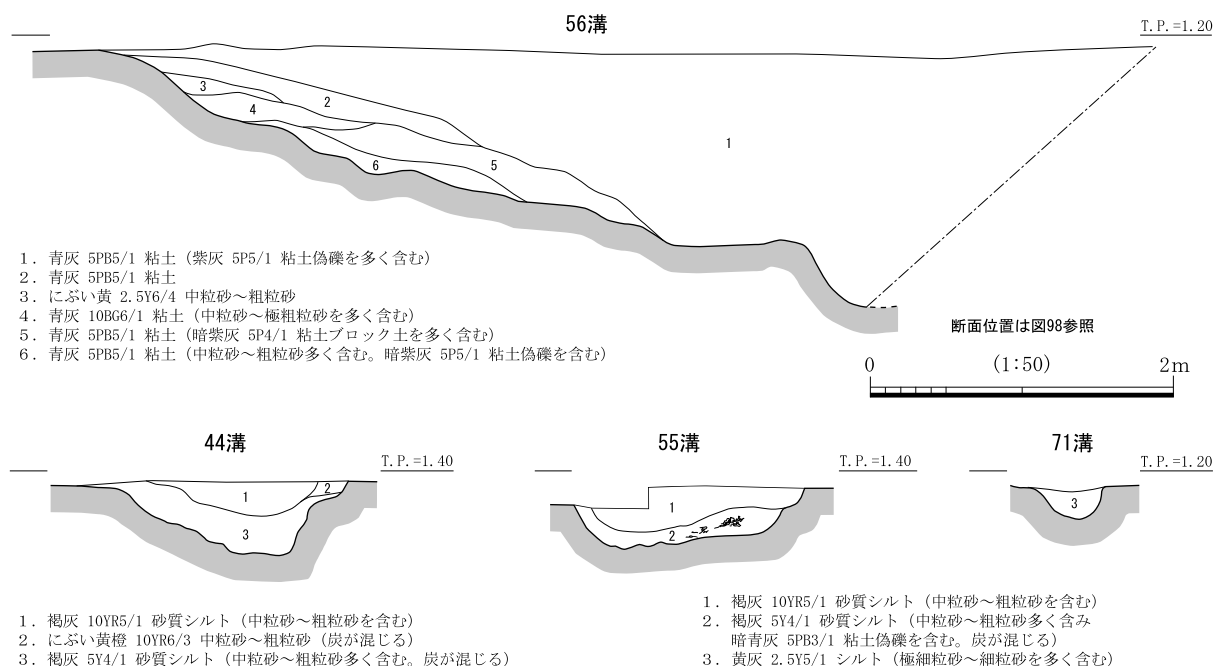 56溝
T.P.=1.20
3
2
4
1
5
6
1. 青灰 5PB5/1 粘土（紫灰 5P5/1 粘土偽礫を多く含む）
2. 青灰 5PB5/1 粘土
3. にぶい黄 2.5Y6/4 中粒砂～粗粒砂
4. 青灰 10BG6/1 粘土（中粒砂～極粗粒砂を多く含む）
5. 青灰 5PB5/1 粘土（暗紫灰 5P4/1 粘土ブロック土を多く含む）
6. 青灰 5PB5/1 粘土（中粒砂～粗粒砂多く含む。暗紫灰 5P5/1 粘土偽礫を含む）
断面位置は図98参照
0 (1:50) 2m
44溝
T.P.=1.40
1
2
3
55溝
T.P.=1.40
1
2
71溝
T.P.=1.20
3
1. 褐灰 10YR5/1 砂質シルト（中粒砂～粗粒砂を含む）
2. にぶい黄橙 10YR6/3 中粒砂～粗粒砂（炭が混じる）
3. 褐灰 5Y4/1 砂質シルト（中粒砂～粗粒砂多く含む。炭が混じる）
1. 褐灰 10YR5/1 砂質シルト（中粒砂～粗粒砂を含む）
2. 褐灰 5Y4/1 砂質シルト（中粒砂～粗粒砂多く含み
暗青灰 5PB3/1 粘土偽礫を含む。炭が混じる）
3. 黄灰 2.5Y5/1 シルト（極細粒砂～細粒砂を多く含む）